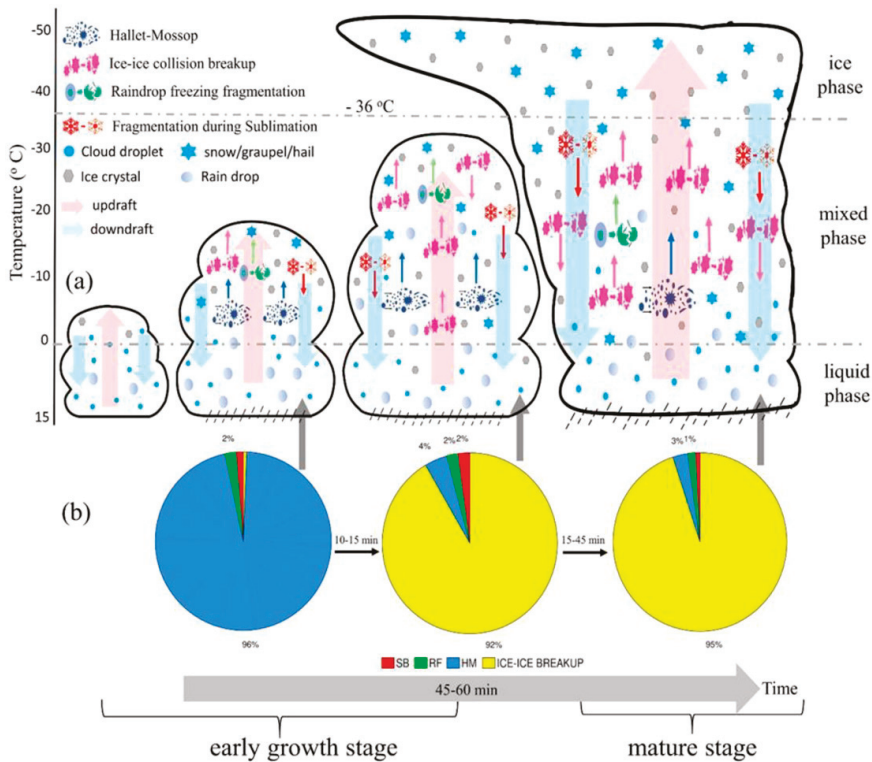 -50
-40
-30
-20
-10
0
15
Temperature (° C)
Hallet-Mossop
Ice-ice collision breakup
Raindrop freezing fragmentation
- 36 °C
Fragmentation during Sublimation
Cloud droplet
snow/graupel/hail
Ice crystal
Rain drop
updraft
downdraft
(a)
ice
phase
mixed
phase
liquid
phase
(b)
2%
96%
10-15 min
4%
2%
2%
92%
15-45 min
3%
1%
95%
SB RF HM ICE-ICE BREAKUP
45-60 min
Time
early growth stage
mature stage